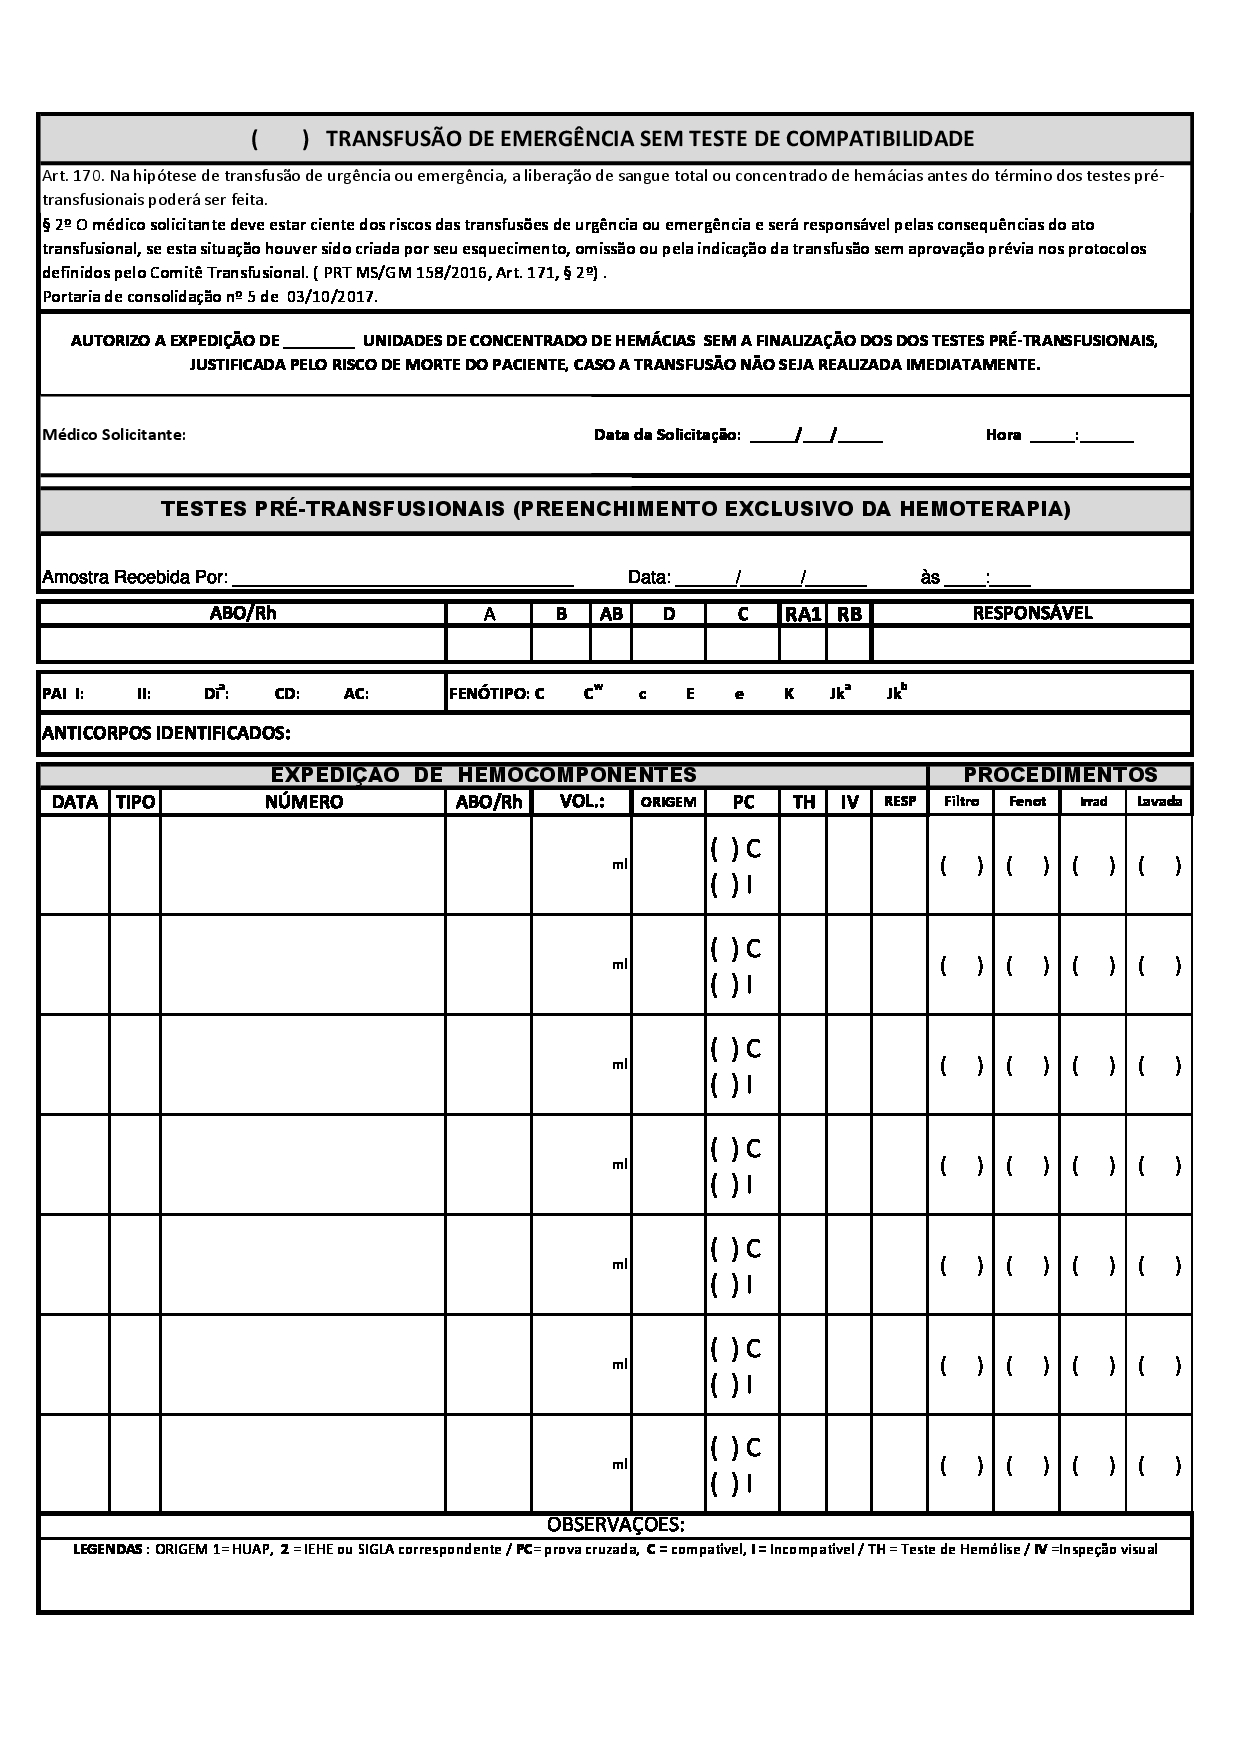 (        )   TRANSFUSÃO DE EMERGÊNCIA SEM TESTE DE COMPATIBILIDADE
Art. 170. Na hipótese de transfusão de urgência ou emergência, a liberação de sangue total ou concentrado de hemácias antes do término dos testes pré-
transfusionais poderá ser feita.
§ 2º O médico solicitante deve estar ciente dos riscos das transfusões de urgência ou emergência e será responsável pelas consequências do ato
transfusional, se esta situação houver sido criada por seu esquecimento, omissão ou pela indicação da transfusão sem aprovação prévia nos protocolos
definidos pelo Comitê Transfusional. ( PRT MS/GM 158/2016, Art. 171, § 2º) .
Portaria de consolidação nº 5 de  03/10/2017.
AUTORIZO A EXPEDIÇÃO DE ________ UNIDADES DE CONCENTRADO DE HEMÁCIAS  SEM A FINALIZAÇÃO DOS DOS TESTES PRÉ-TRANSFUSIONAIS,
JUSTIFICADA PELO RISCO DE MORTE DO PACIENTE, CASO A TRANSFUSÃO NÃO SEJA REALIZADA IMEDIATAMENTE.
Médico Solicitante: Data da Solicitação: _____/___/_____ Hora _____:______
TESTES PRÉ-TRANSFUSIONAIS (PREENCHIMENTO EXCLUSIVO DA HEMOTERAPIA)
Amostra Recebida Por: ________________________________ Data: ______/______/______ às ____:____
ABO/Rh A B AB D C RA1 RB RESPONSÁVEL
PAI  I: II: Diª: CD: AC: FENÓTIPO: C Cʷ c E e K Jkᵃ Jkᵇ
ANTICORPOS IDENTIFICADOS:
EXPEDIÇÃO  DE  HEMOCOMPONENTES PROCEDIMENTOS
DATA TIPO NÚMERO ABO/Rh VOL.: ORIGEM PC TH IV RESP Filtro Fenot Irrad Lavada
( ) C
ml ( ) ( ) ( ) ( )
( ) I
( ) C
ml ( ) ( ) ( ) ( )
( ) I
( ) C
ml ( ) ( ) ( ) ( )
( ) I
( ) C
ml ( ) ( ) ( ) ( )
( ) I
( ) C
ml ( ) ( ) ( ) ( )
( ) I
( ) C
ml ( ) ( ) ( ) ( )
( ) I
( ) C
ml ( ) ( ) ( ) ( )
( ) I
OBSERVAÇOES:
LEGENDAS : ORIGEM 1= HUAP,  2 = IEHE ou SIGLA correspondente / PC= prova cruzada,  C = compatível, I = Incompatível / TH = Teste de Hemólise / IV =Inspeção visual